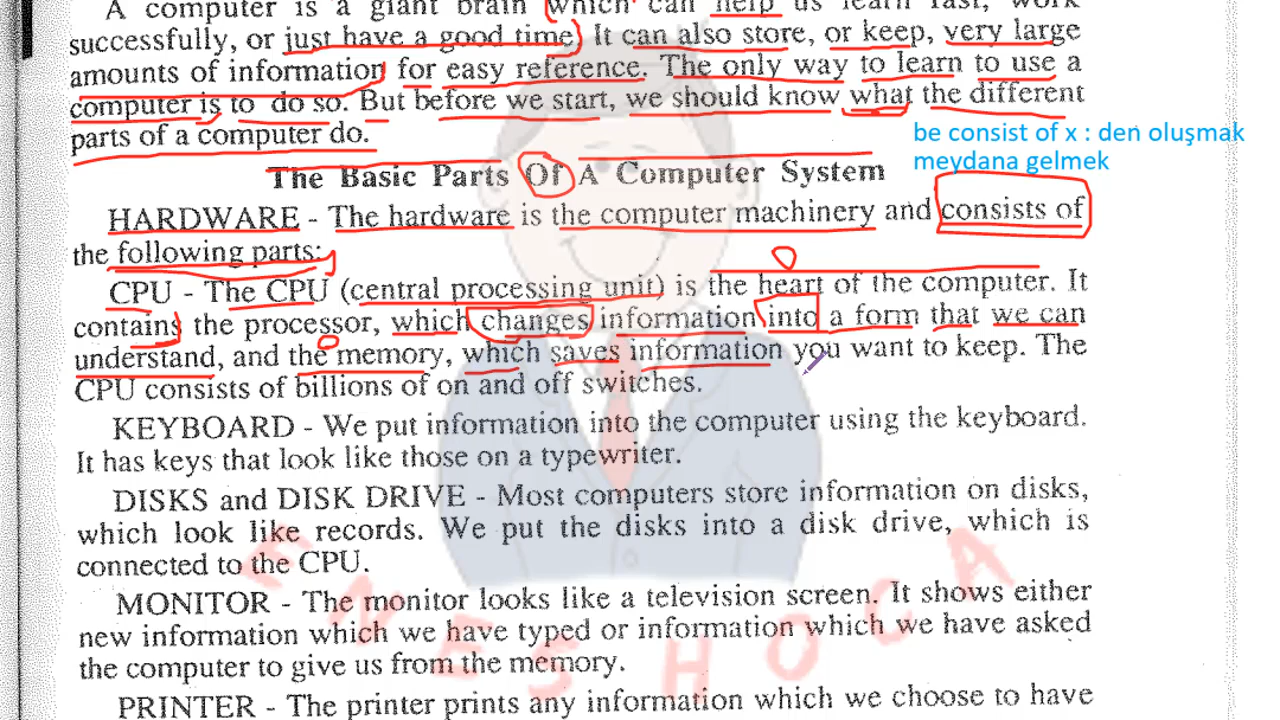 A computer is a giant brain (which can help us learn fast, work
successfully, or just have a good time) It can also store, or keep, very large
amounts of information for easy reference. The only way to learn to use a
computer is to do so. But before we start, we should know what the different
parts of a computer do.
be consist of x : den oluşmak
meydana gelmek
The Basic Parts Of A Computer System
HARDWARE - The hardware is the computer machinery and consists of
the following parts:
CPU - The CPU (central processing unit) is the heart of the computer. It
contains the processor, which changes information into a form that we can
understand, and the memory, which saves information you want to keep. The
CPU consists of billions of on and off switches.
KEYBOARD - We put information into the computer using the keyboard.
It has keys that look like those on a typewriter.
DISKS and DISK DRIVE - Most computers store information on disks,
which look like records. We put the disks into a disk drive, which is
connected to the CPU.
MONITOR - The monitor looks like a television screen. It shows either
new information which we have typed or information which we have asked
the computer to give us from the memory.
PRINTER - The printer prints any information which we choose to have
ENES HOCA